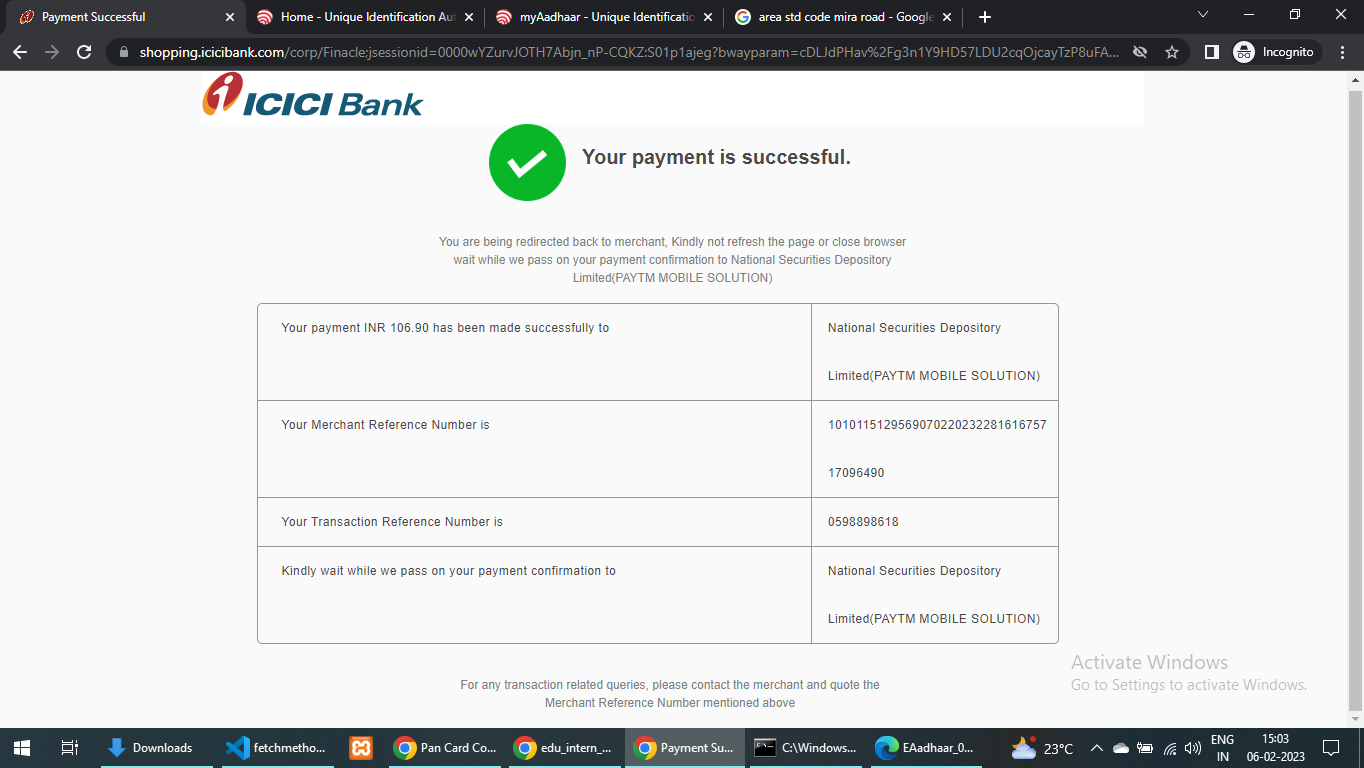 Payment Successful
Home - Unique Identification Aut
myAadhaar - Unique Identificatio
area std code mira road - Google
shopping.icicibank.com/corp/Finacle;jsessionid=0000wYZurvJOTH7Abjn_nP-CQKZ:S01p1ajeg?bwayparam=cDLJdPHav%2Fg3n1Y9HD57LDU2cqOjcayTzP8uFA...
Incognito
ICICI Bank
Your payment is successful.
You are being redirected back to merchant, Kindly not refresh the page or close browser
wait while we pass on your payment confirmation to National Securities Depository
Limited(PAYTM MOBILE SOLUTION)
Your payment INR 106.90 has been made successfully to
National Securities Depository
Limited(PAYTM MOBILE SOLUTION)
Your Merchant Reference Number is
1010115129569070220232281616757
17096490
Your Transaction Reference Number is
0598898618
Kindly wait while we pass on your payment confirmation to
National Securities Depository
Limited(PAYTM MOBILE SOLUTION)
Activate Windows
Go to Settings to activate Windows.
For any transaction related queries, please contact the merchant and quote the
Merchant Reference Number mentioned above
Downloads
fetchmetho...
Pan Card Co...
edu_intern_...
Payment Su...
C:\Windows...
EAadhaar_0...
23°C
ENG
IN
15:03
06-02-2023